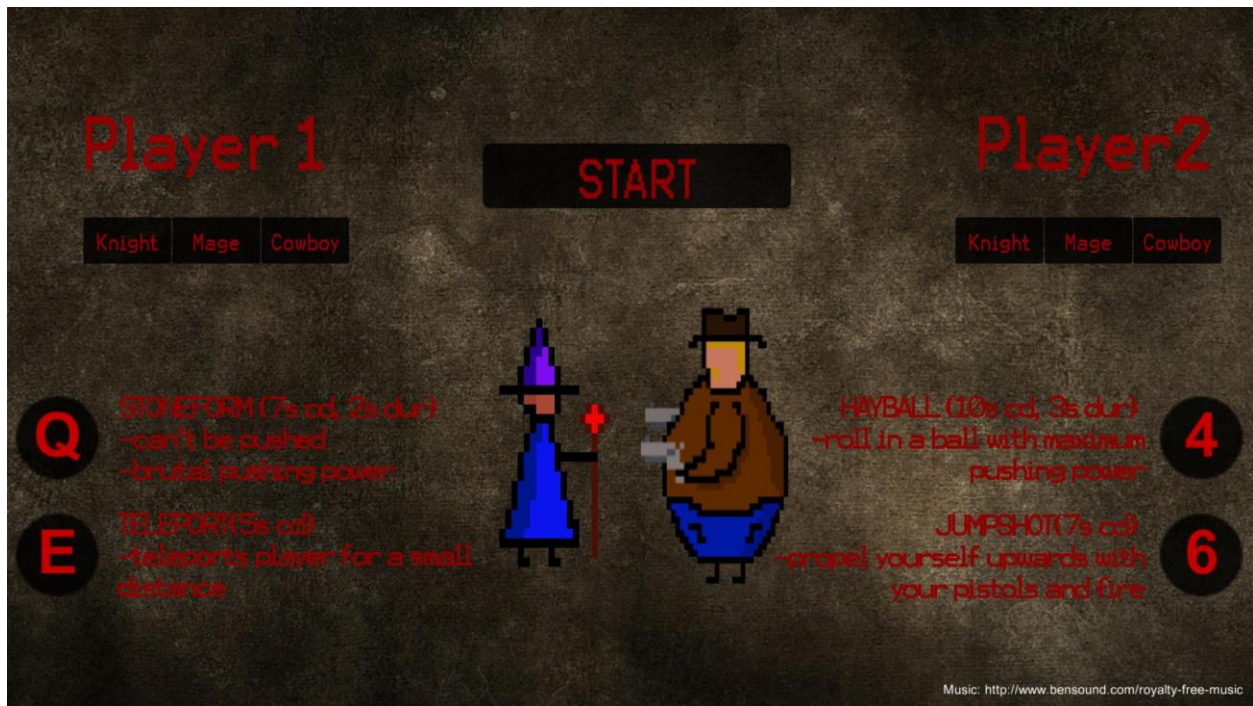 Player 1
START
Player2
Knight Mage Cowboy
Knight Mage Cowboy
Q
STONEFORM (7s cd, 2s dur)
-can't be pushed
-brutal pushing power
E
TELEPORT(5s cd)
-teleports player for a small
distance
HAYBALL (10s cd, 3s dur)
-roll in a ball with maximum
pushing power
4
JUMPSHOT(7s cd)
-propel yourself upwards with
your pistols and fire
6
Music: http://www.bensound.com/royalty-free-music